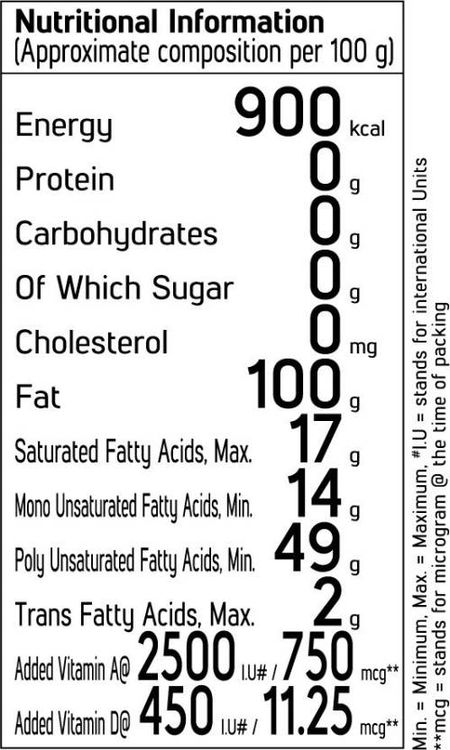 Nutritional Information
(Approximate composition per 100 g)
Energy 900 kcal
Protein 0 g
Carbohydrates 0 g
Of Which Sugar 0 g
Cholesterol 0 mg
Fat 100 g
Saturated Fatty Acids, Max. 17 g
Mono Unsaturated Fatty Acids, Min. 14 g
Poly Unsaturated Fatty Acids, Min. 49 g
Trans Fatty Acids, Max. 2 g
Added Vitamin A@ 2500 I.U# / 750 mcg**
Added Vitamin D@ 450 I.U# / 11.25 mcg**
Min. = Minimum, Max. = Maximum, #I.U = stands for international Units
**mcg = stands for microgram @ the time of packing